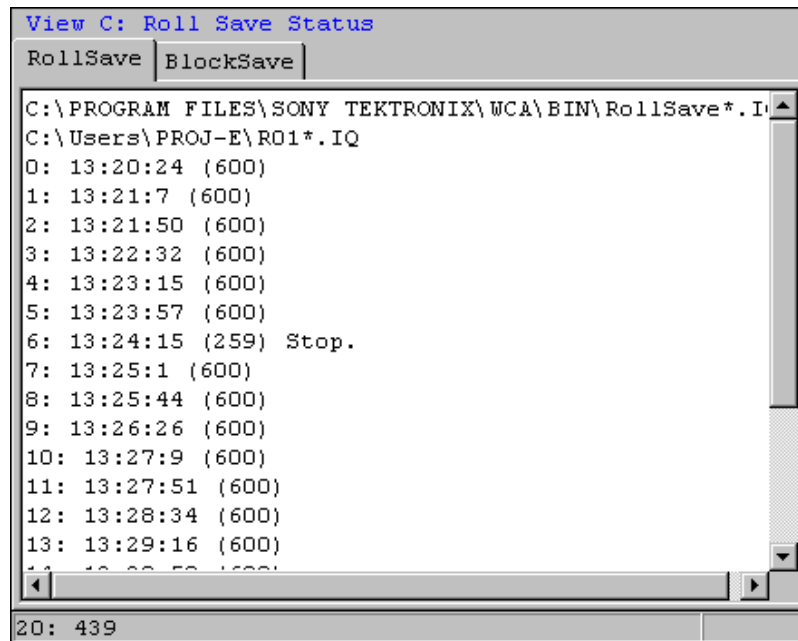 View C: Roll Save Status
RollSave
BlockSave
C:\PROGRAM FILES\SONY TEKTRONIX\WCA\BIN\RollSave*.I
C:\Users\PROJ-E\R01*.IQ
0: 13:20:24 (600)
1: 13:21:7 (600)
2: 13:21:50 (600)
3: 13:22:32 (600)
4: 13:23:15 (600)
5: 13:23:57 (600)
6: 13:24:15 (259) Stop.
7: 13:25:1 (600)
8: 13:25:44 (600)
9: 13:26:26 (600)
10: 13:27:9 (600)
11: 13:27:51 (600)
12: 13:28:34 (600)
13: 13:29:16 (600)
20: 439